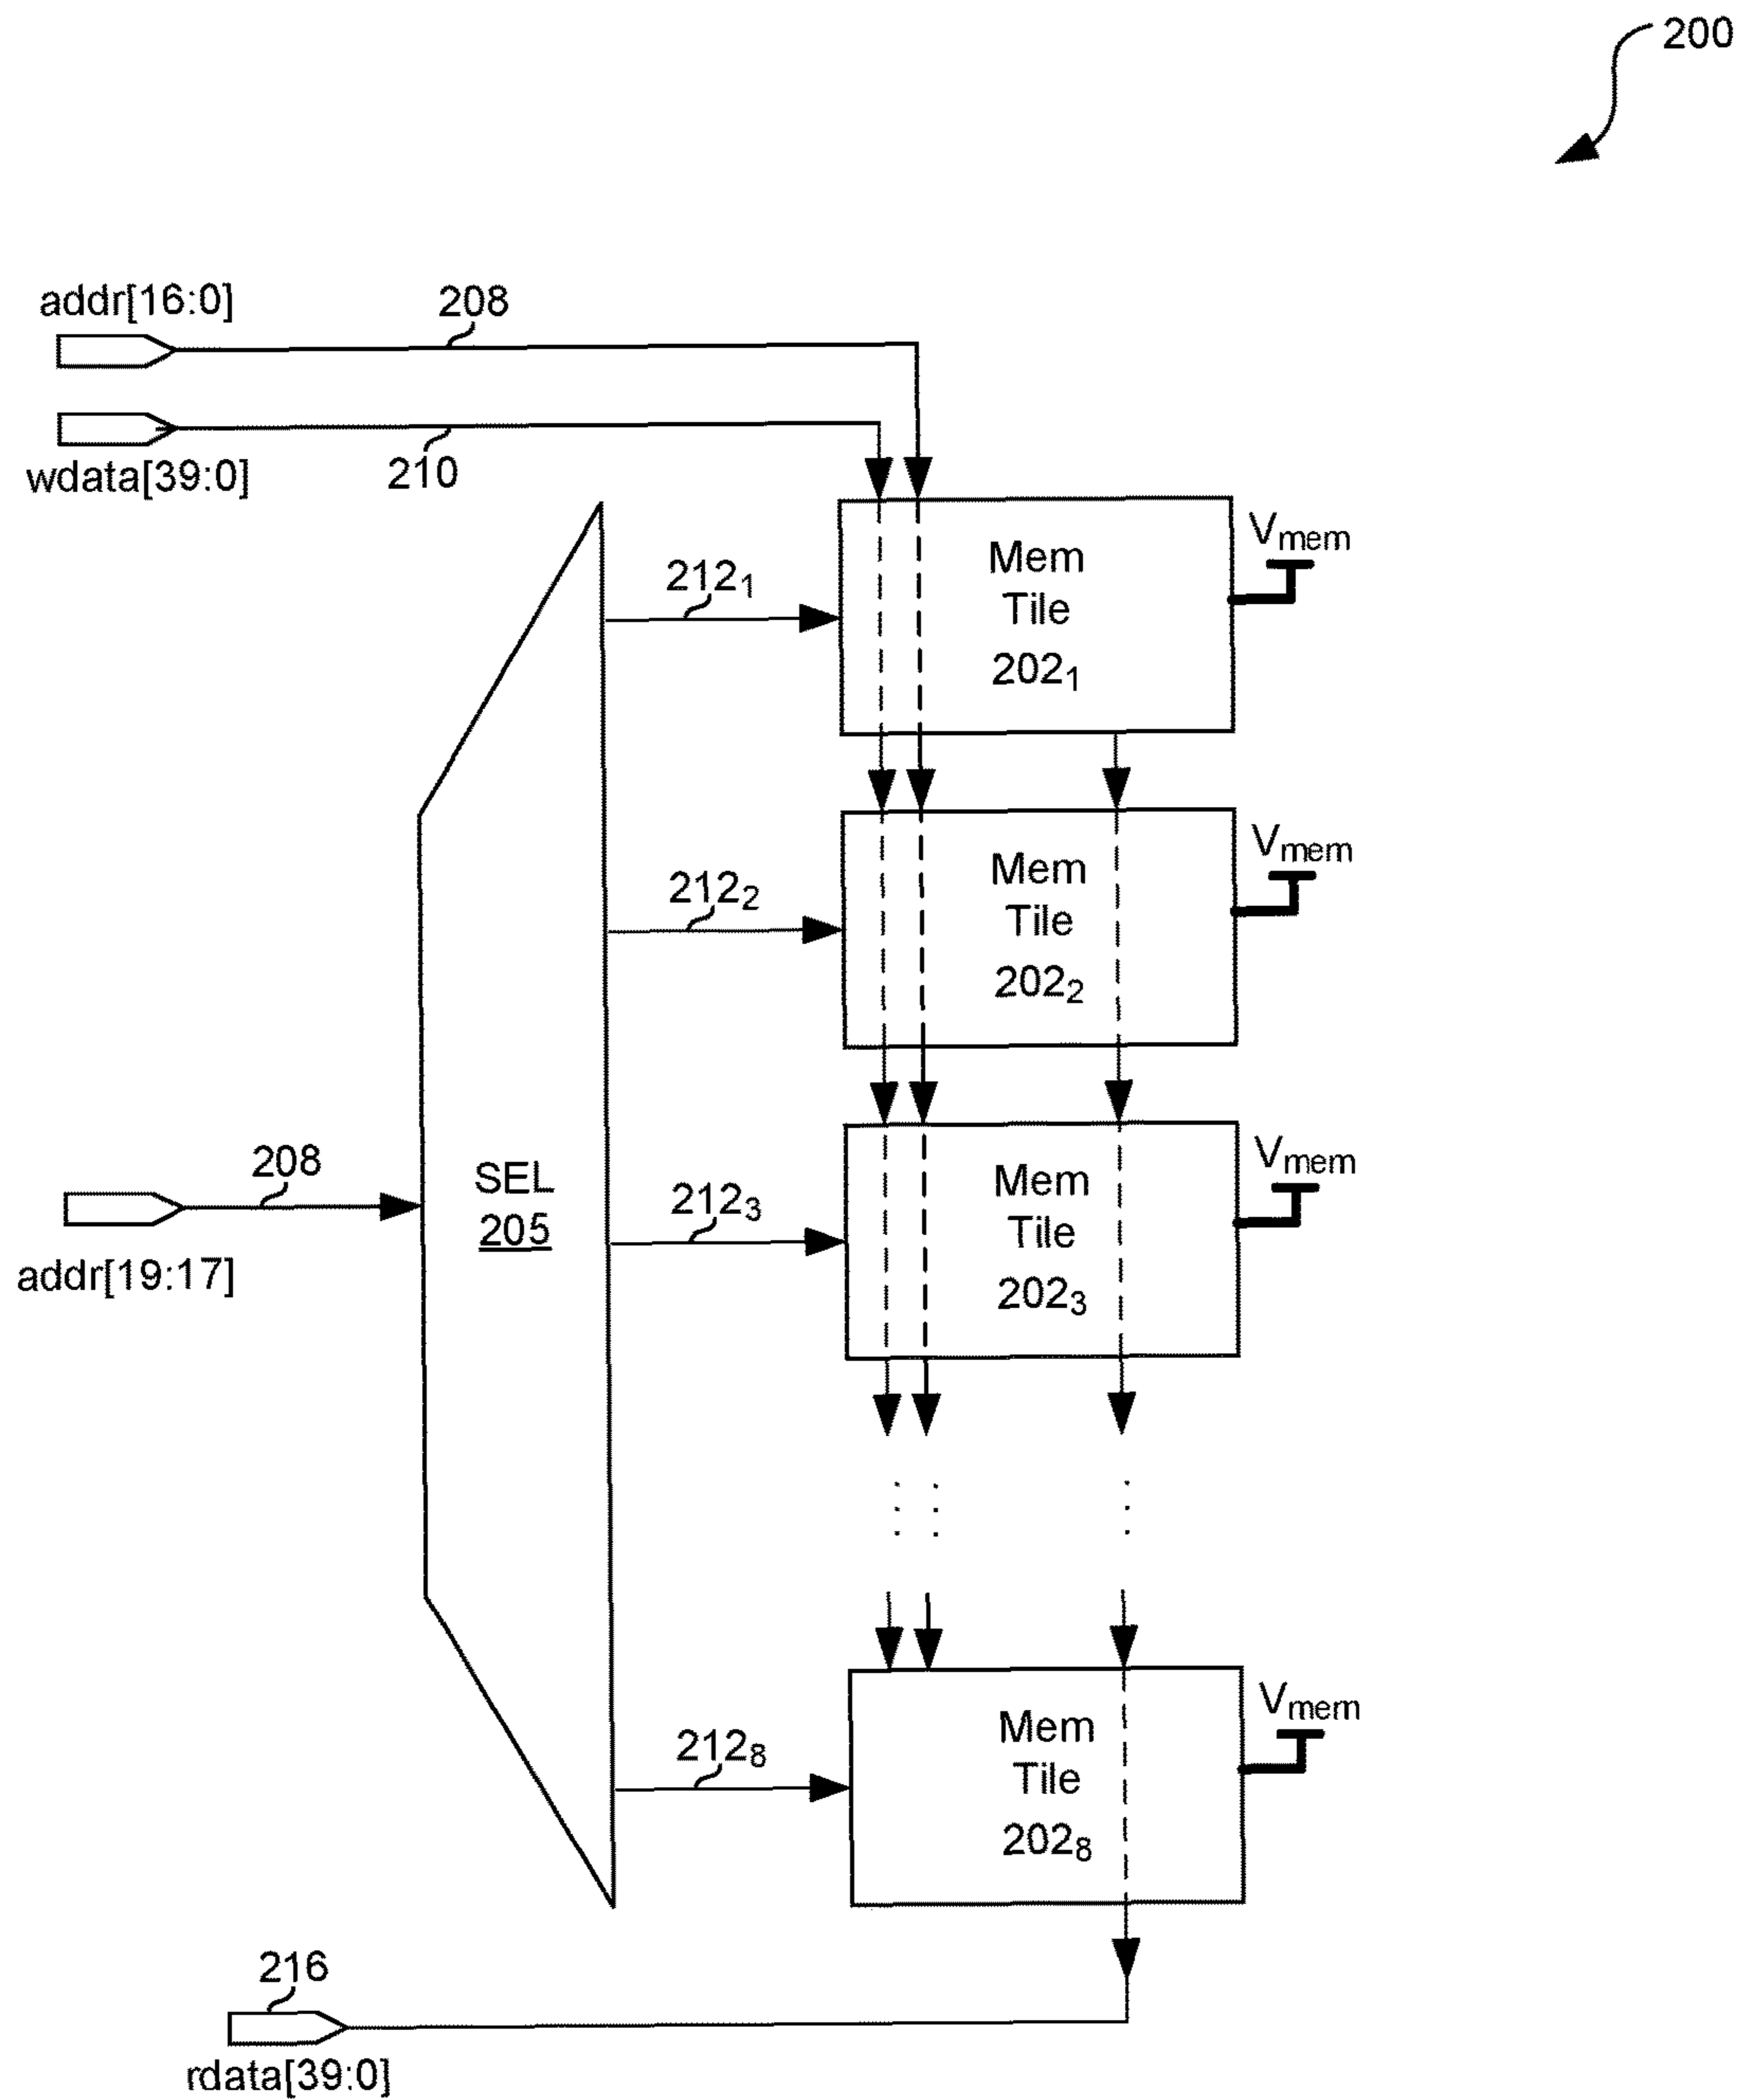 200
addr[16:0]
208
wdata[39:0]
210
Mem
Tile
202₁
Vmem
212₁
Mem
Tile
202₂
Vmem
212₂
addr[19:17]
208
SEL
205
212₃
Mem
Tile
202₃
Vmem
212₈
Mem
Tile
202₈
Vmem
216
rdata[39:0]